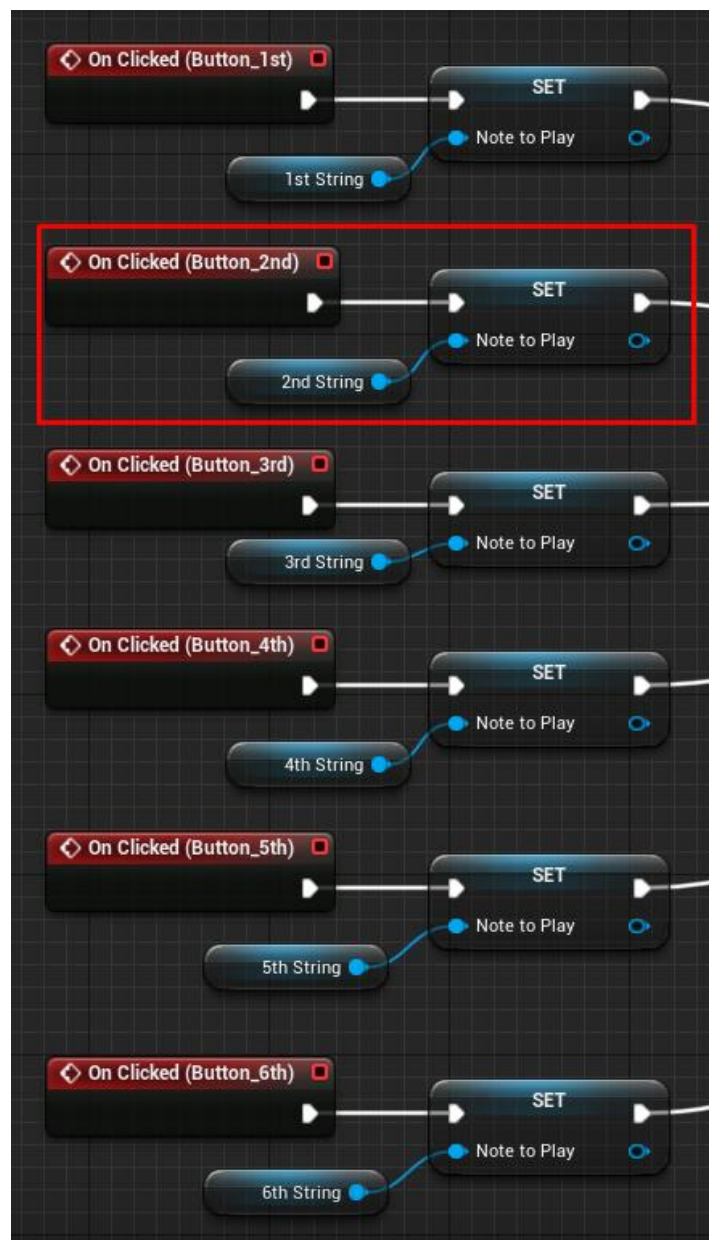 On Clicked (Button_1st)
SET
Note to Play
1st String
On Clicked (Button_2nd)
SET
Note to Play
2nd String
On Clicked (Button_3rd)
SET
Note to Play
3rd String
On Clicked (Button_4th)
SET
Note to Play
4th String
On Clicked (Button_5th)
SET
Note to Play
5th String
On Clicked (Button_6th)
SET
Note to Play
6th String